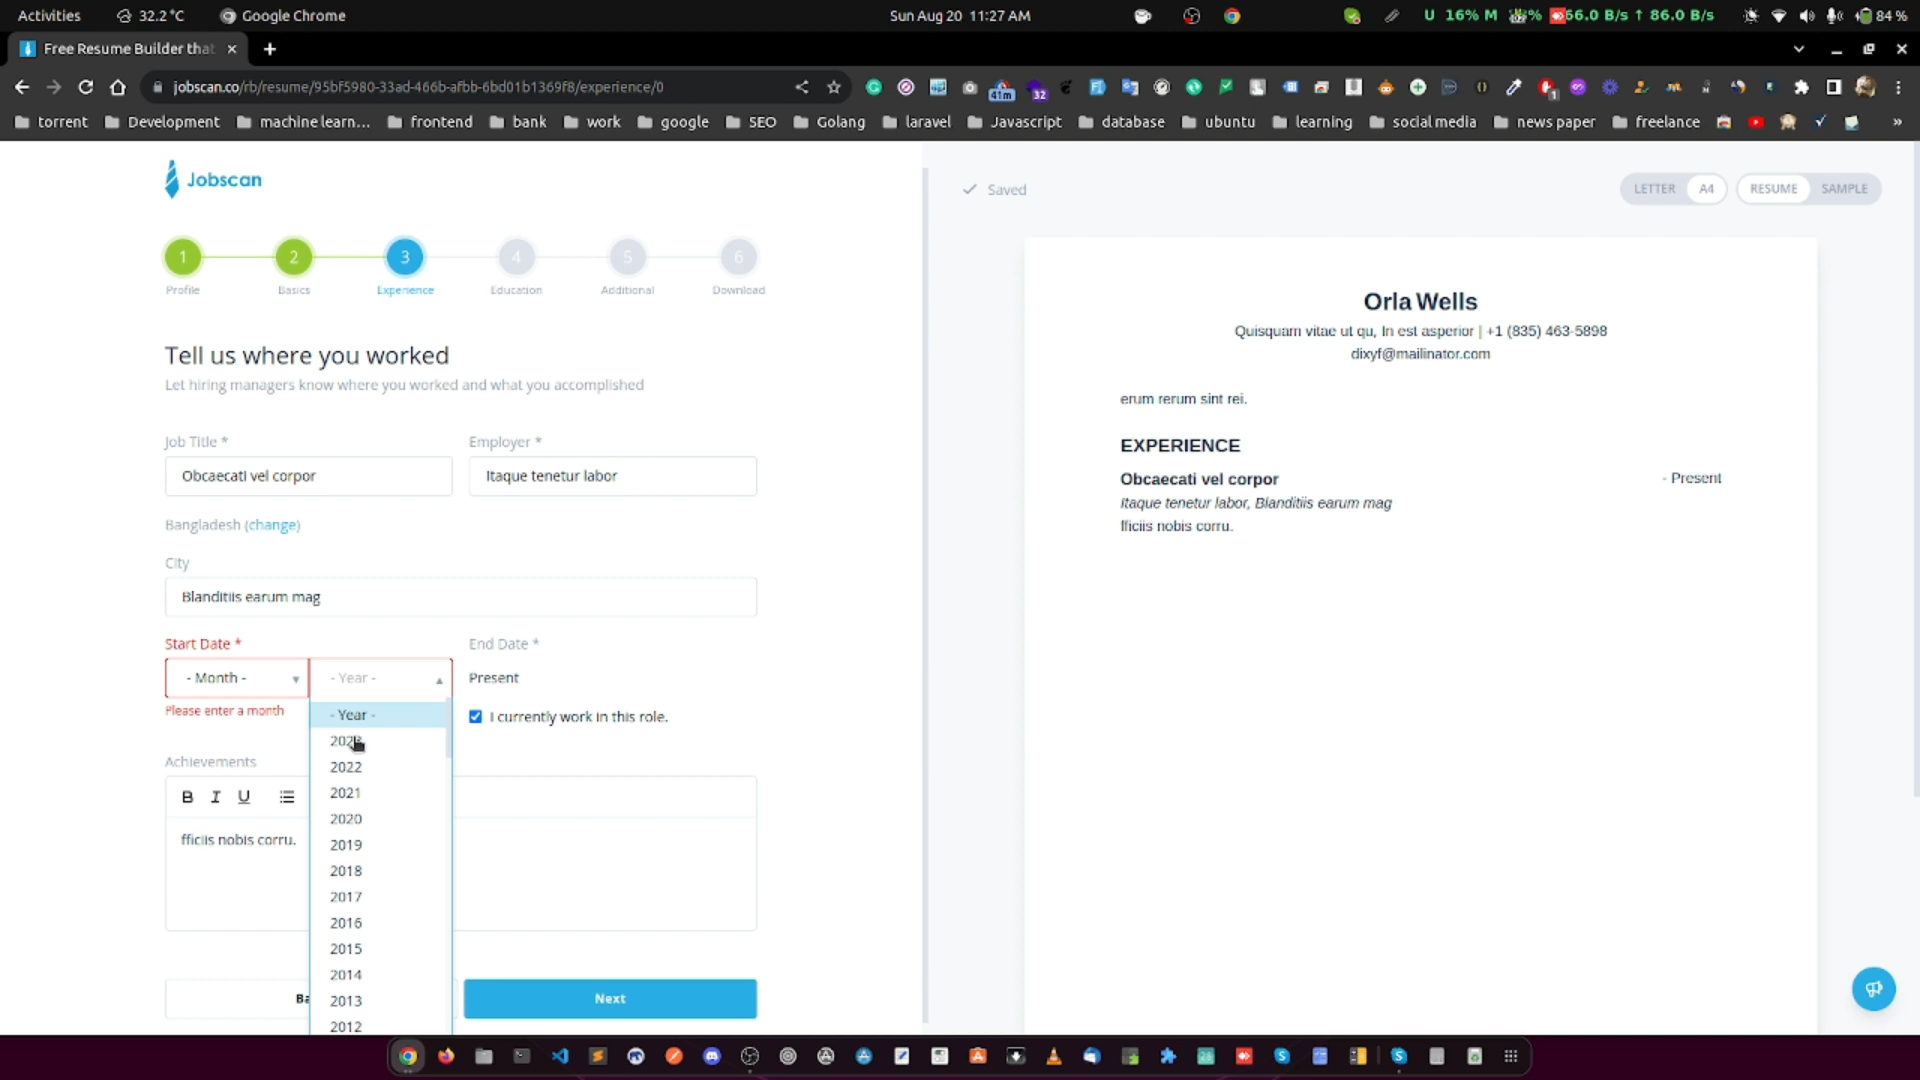 Activities 32.2 °C Google Chrome Sun Aug 20 11:27 AM U 16% M % 66.0 B/s ↑ 86.0 B/s 84 %
Free Resume Builder that
jobscan.co/rb/resume/95bf5980-33ad-466b-afbb-6bd01b1369f8/experience/0 41m 32 1
torrent Development machine learn... frontend bank work google SEO Golang laravel Javascript database ubuntu learning social media news paper freelance »
Jobscan
Saved
LETTER A4 RESUME SAMPLE
1 2 3 4 5 6
Profile Basics Experience Education Additional Download
Tell us where you worked
Let hiring managers know where you worked and what you accomplished
Job Title * Employer *
Obcaecati vel corpor Itaque tenetur labor
Bangladesh (change)
City
Blanditiis earum mag
Start Date * End Date *
- Month - - Year - Present
Please enter a month
I currently work in this role.
- Year -
2022
2021
2020
2019
2018
2017
2016
2015
2014
2013
2012
Achievements
B I U
fficiis nobis corru.
Ba
Next
Orla Wells
Quisquam vitae ut qu, In est asperior | +1 (835) 463-5898
dixyf@mailinator.com
erum rerum sint rei.
EXPERIENCE
Obcaecati vel corpor - Present
Itaque tenetur labor, Blanditiis earum mag
fficiis nobis corru.